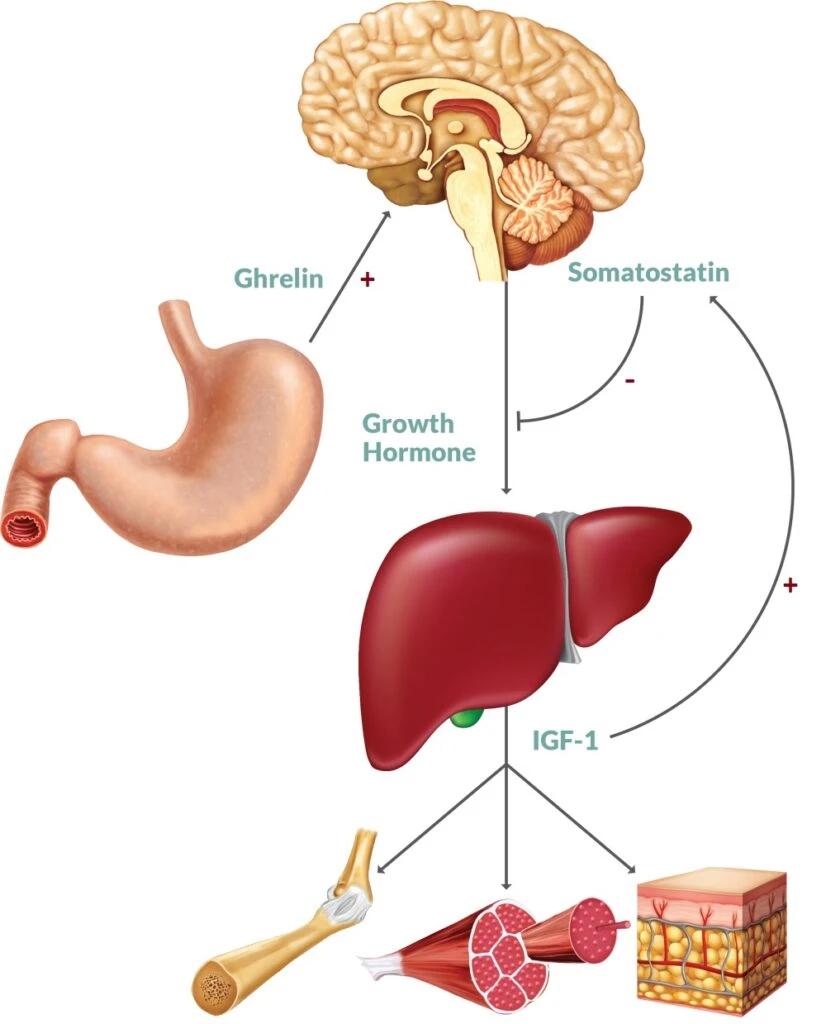 Ghrelin +
Somatostatin
-
Growth
Hormone
+
IGF-1